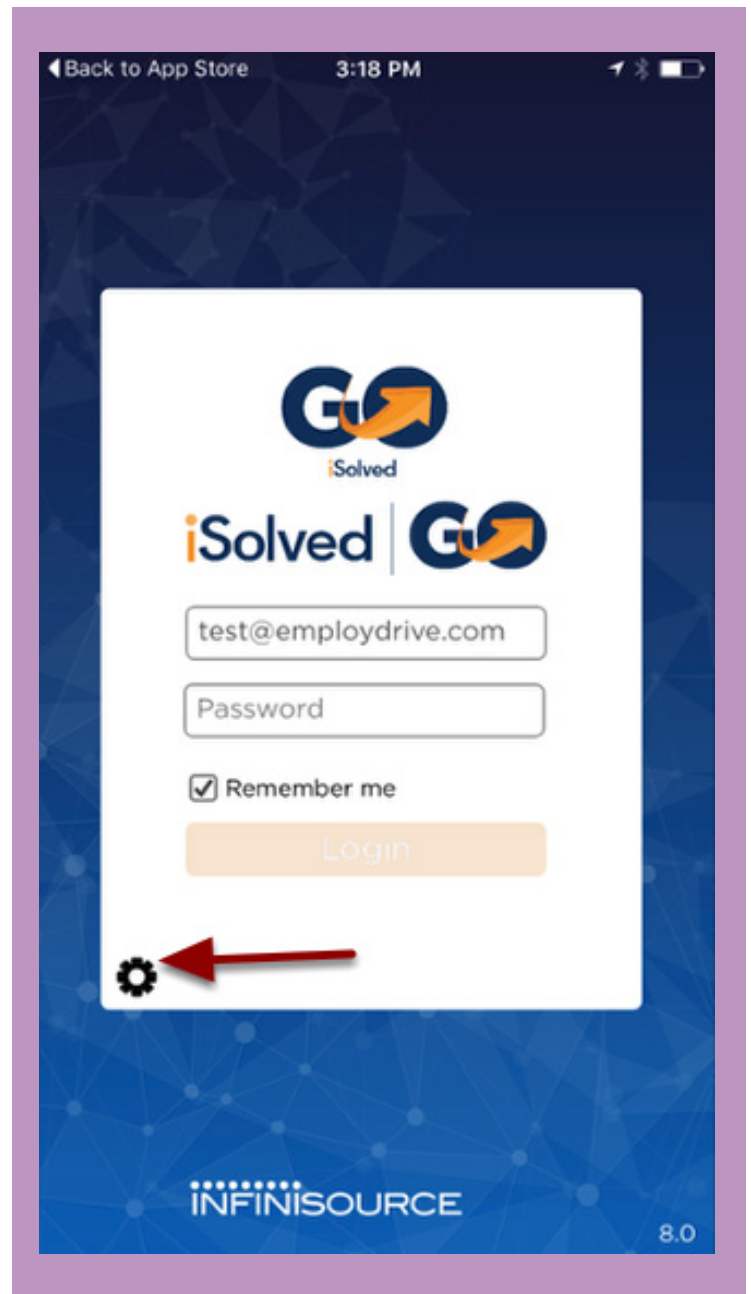 Back to App Store 3:18 PM
GO
iSolved
iSolved GO
test@employdrive.com
Password
Remember me
Login
INFINISOURCE
8.0